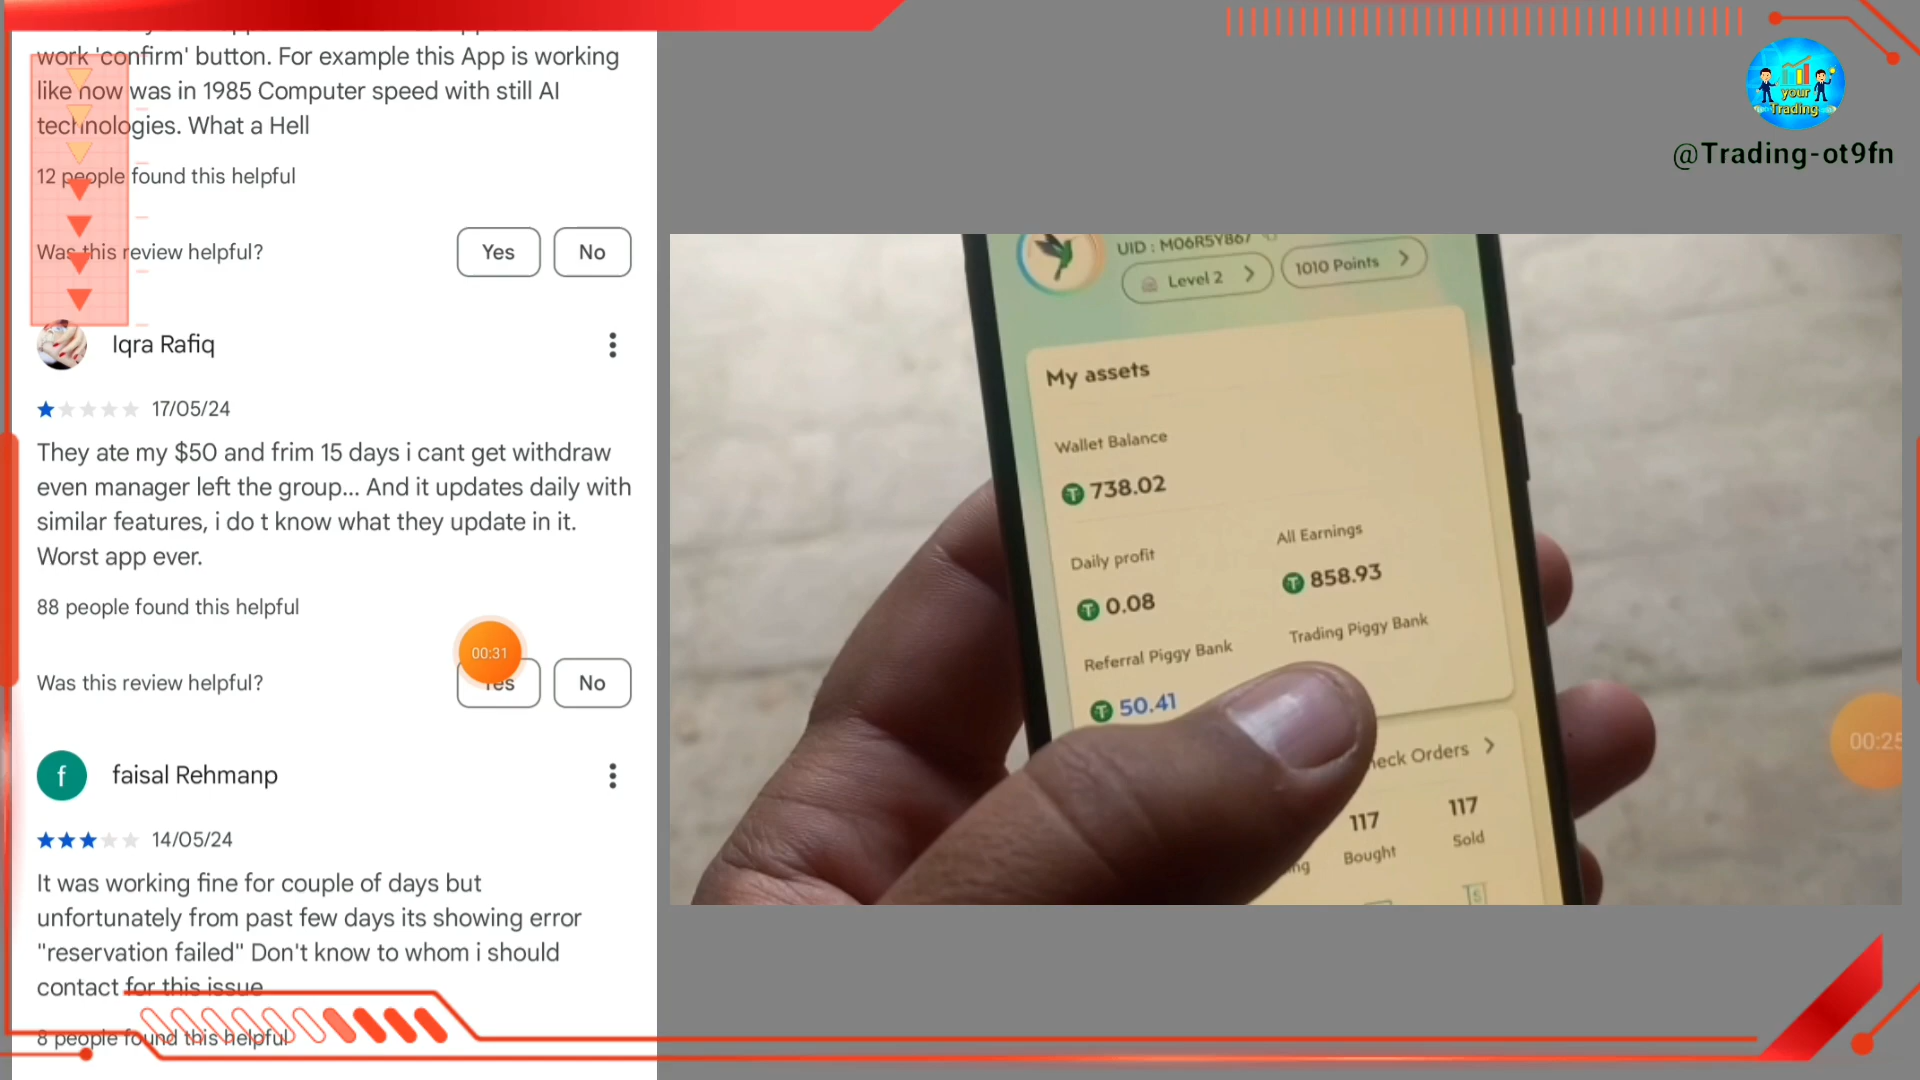 work 'confirm' button. For example this App is working
like now was in 1985 Computer speed with still AI
technologies. What a Hell
12 people found this helpful
Was this review helpful?
Yes
No
Iqra Rafiq
17/05/24
They ate my $50 and frim 15 days i cant get withdraw
even manager left the group... And it updates daily with
similar features, i do t know what they update in it.
Worst app ever.
88 people found this helpful
00:31
Was this review helpful?
Yes
No
f
faisal Rehmanp
14/05/24
It was working fine for couple of days but
unfortunately from past few days its showing error
"reservation failed" Don't know to whom i should
contact for this issue
8 people found this helpful
your
Trading
@Trading-ot9fn
UID : M06R5Y867
Level 2
1010 Points
My assets
Wallet Balance
738.02
Daily profit
All Earnings
0.08
858.93
Referral Piggy Bank
Trading Piggy Bank
50.41
Orders
117
117
Bought
Sold
00:25